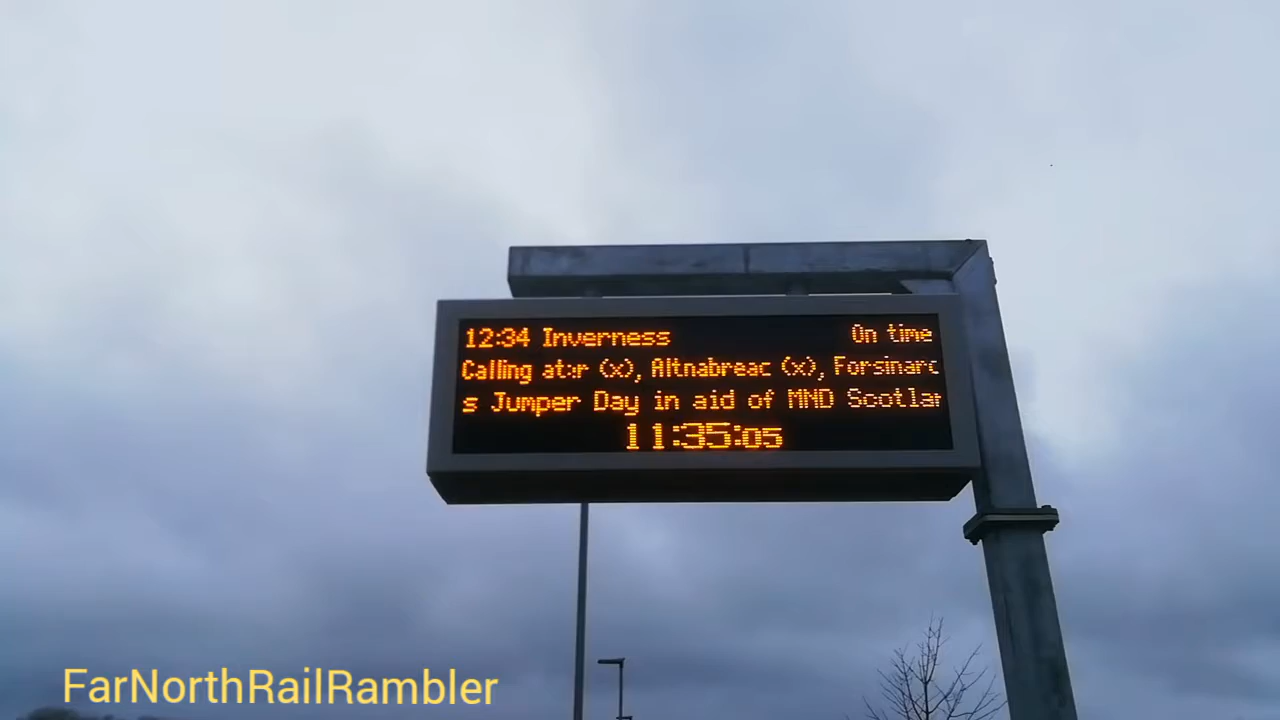 12:34 Inverness On time
Calling at:r (x), Altnabreac (x), Forsinarc
s Jumper Day in aid of MND Scotlan
11:35:05
FarNorthRailRambler